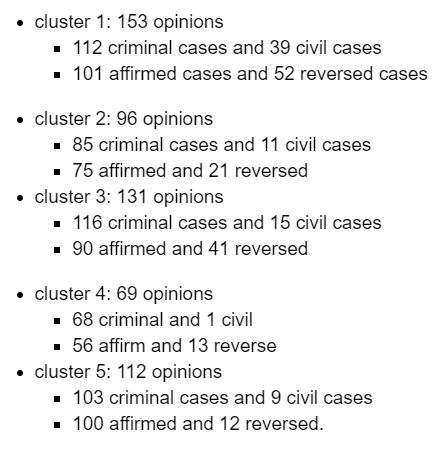 • cluster 1: 153 opinions
▪ 112 criminal cases and 39 civil cases
▪ 101 affirmed cases and 52 reversed cases
• cluster 2: 96 opinions
▪ 85 criminal cases and 11 civil cases
▪ 75 affirmed and 21 reversed
• cluster 3: 131 opinions
▪ 116 criminal cases and 15 civil cases
▪ 90 affirmed and 41 reversed
• cluster 4: 69 opinions
▪ 68 criminal and 1 civil
▪ 56 affirm and 13 reverse
• cluster 5: 112 opinions
▪ 103 criminal cases and 9 civil cases
▪ 100 affirmed and 12 reversed.